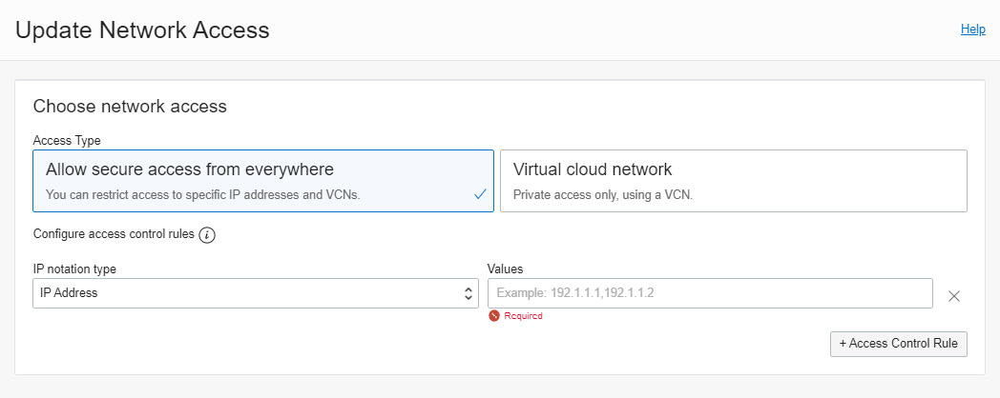 Update Network Access
Help
Choose network access
Access Type
Allow secure access from everywhere
You can restrict access to specific IP addresses and VCNs.
Virtual cloud network
Private access only, using a VCN.
Configure access control rules
IP notation type
IP Address
Values
Example: 192.1.1.1,192.1.1.2
Required
+ Access Control Rule